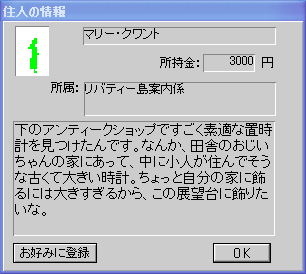 住人の情報
マリー・クワント
所持金: 3000 円
所属: リバティー島案内係
下のアンティークショップですごく素適な置時
計を見つけたんです。なんか、田舎のおじい
ちゃんの家にあって、中に小人が住んでそう
な古くて大きい時計。ちょっと自分の家に飾
るには大きすぎるから、この展望台に飾りた
いな。
お好みに登録
OK